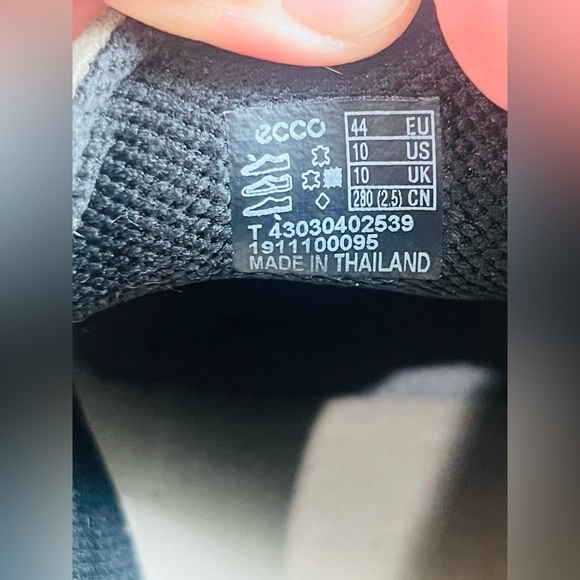 ecco
44 EU
10 US
10 UK
280 (2.5) CN
T 43030402539
1911100095
MADE IN THAILAND